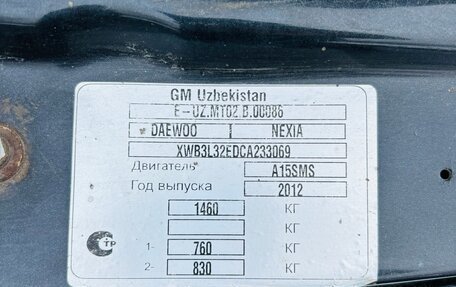 GM Uzbekistan
E-UZ.MT02.B.00086
DAEWOO NEXIA
XWB3L32EDCA233069
Двигатель A15SMS
Год выпуска 2012
1460 КГ
КГ
1- 760 КГ
2- 830 КГ
СТР